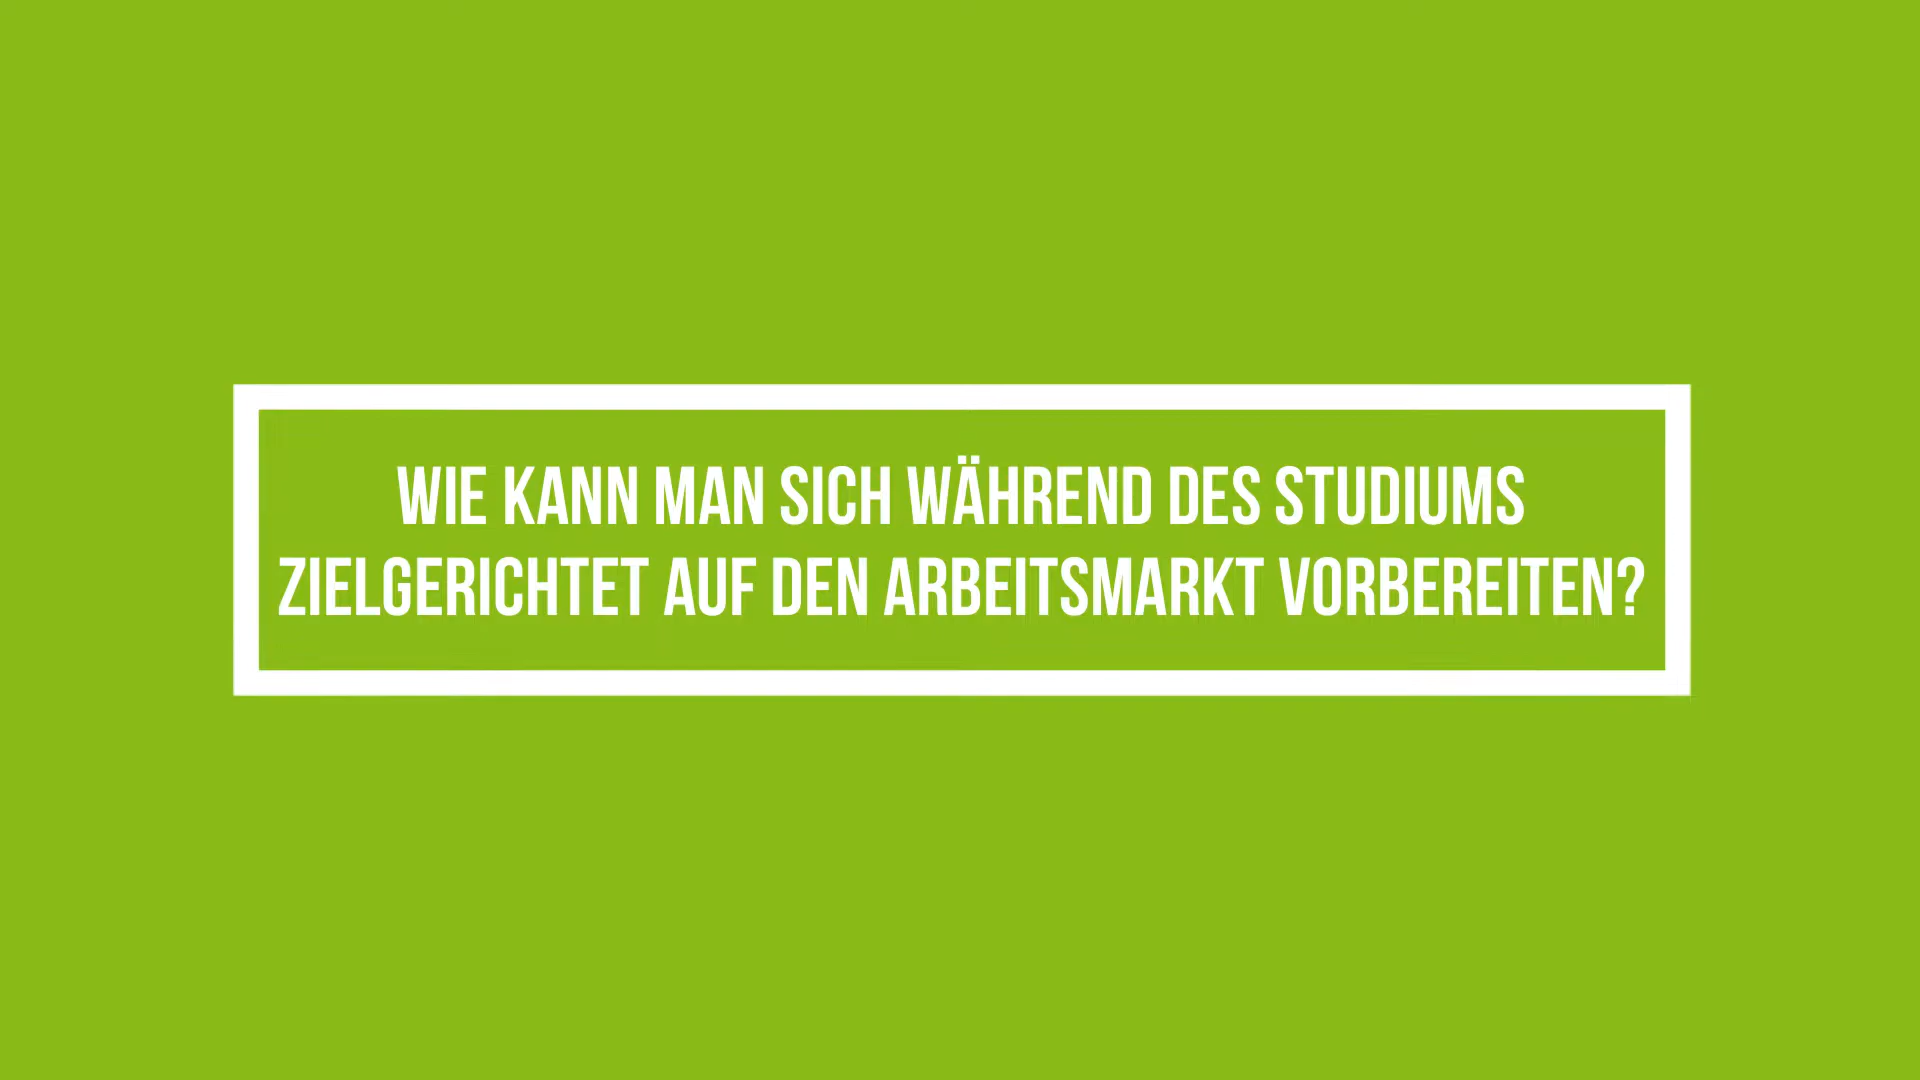 WIE KANN MAN SICH WÄHREND DES STUDIUMS
ZIELGERICHTET AUF DEN ARBEITSMARKT VORBEREITEN?